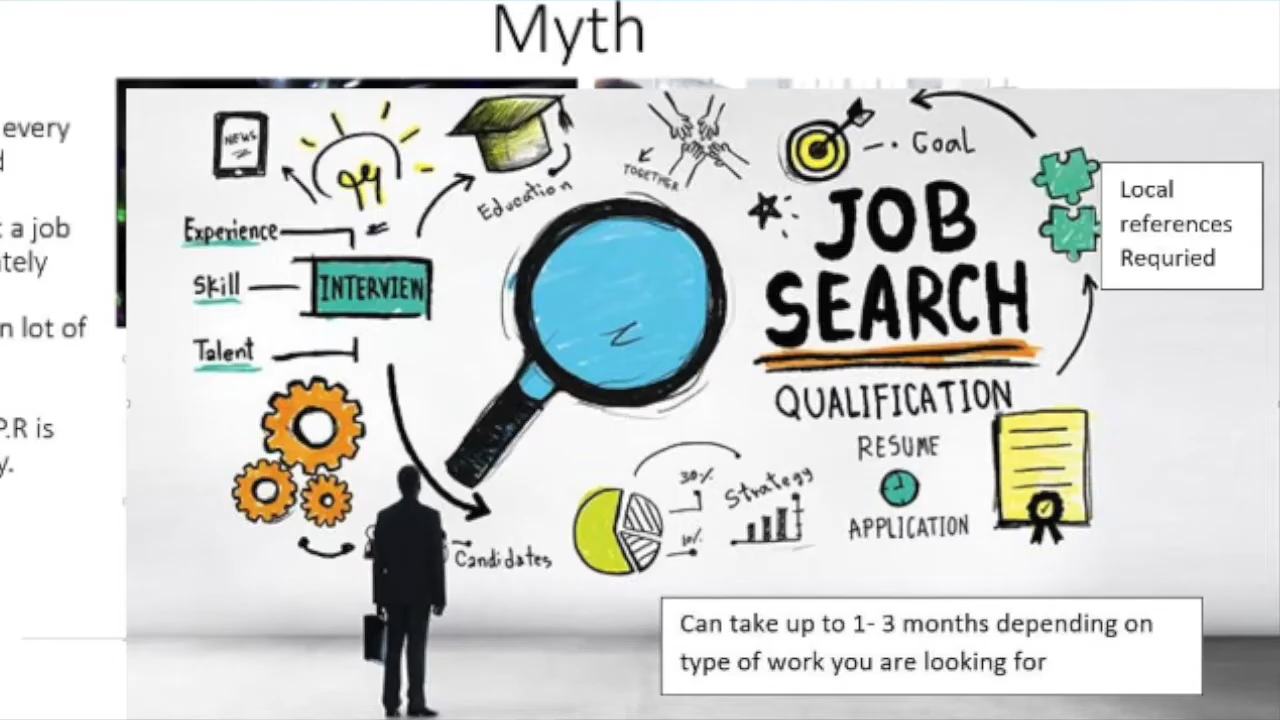 Myth
every
t a job
tely
n lot of
P.R is
y.
NEWS
Experience
Skill
Talent
INTERVIEW
Education
TOGETHER
Goal
JOB
SEARCH
QUALIFICATION
RESUME
APPLICATION
Local
references
Requried
30%
10%
Strategy
Candidates
Can take up to 1- 3 months depending on
type of work you are looking for